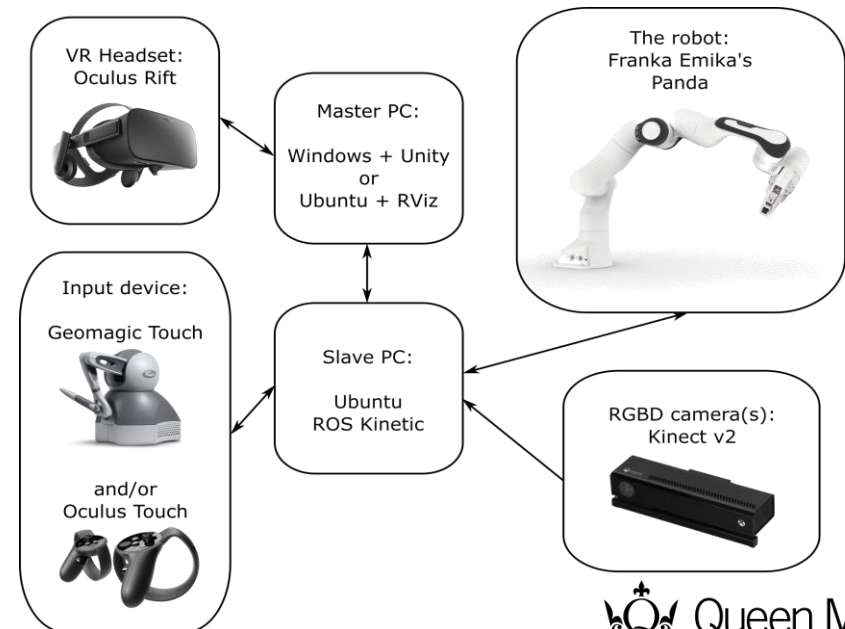 VR Headset:
Oculus Rift
Master PC:
Windows + Unity
or
Ubuntu + RViz
The robot:
Franka Emika's
Panda
Input device:
Geomagic Touch
and/or
Oculus Touch
Slave PC:
Ubuntu
ROS Kinetic
RGBD camera(s):
Kinect v2
Queen M